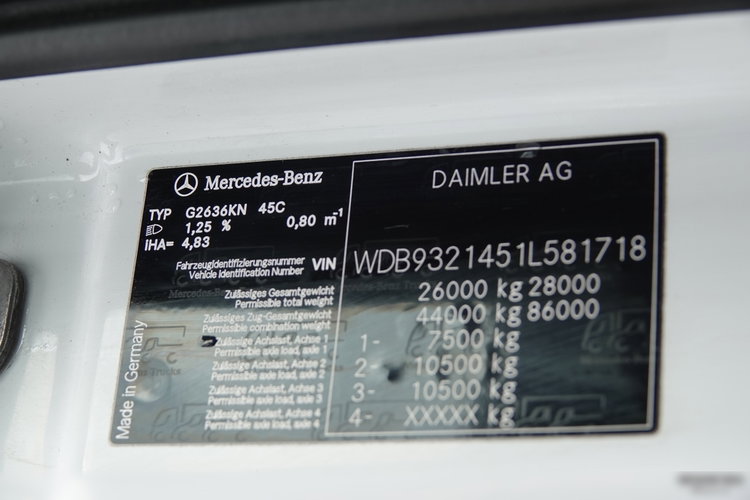 Mercedes-Benz
TYP G2636KN 45C
1,25 % 0,80 m-1
IHA= 4,83
DAIMLER AG
Fahrzeugidentifizierungsnummer
Vehicle Identification Number VIN WDB9321451L581718
Zulässiges Gesamtgewicht
Permissible total weight 26000 kg 28000
Zulässiges Zug-Gesamtgewicht
Permissible combination weight 44000 kg 86000
Zulässige Achslast, Achse 1
Permissible axle load, axle 1 1- 7500 kg
Zulässige Achslast, Achse 2
Permissible axle load, axle 2 2- 10500 kg
Zulässige Achslast, Achse 3
Permissible axle load, axle 3 3- 10500 kg
Zulässige Achslast, Achse 4
Permissible axle load, axle 4 4- XXXXX kg
Made in Germany